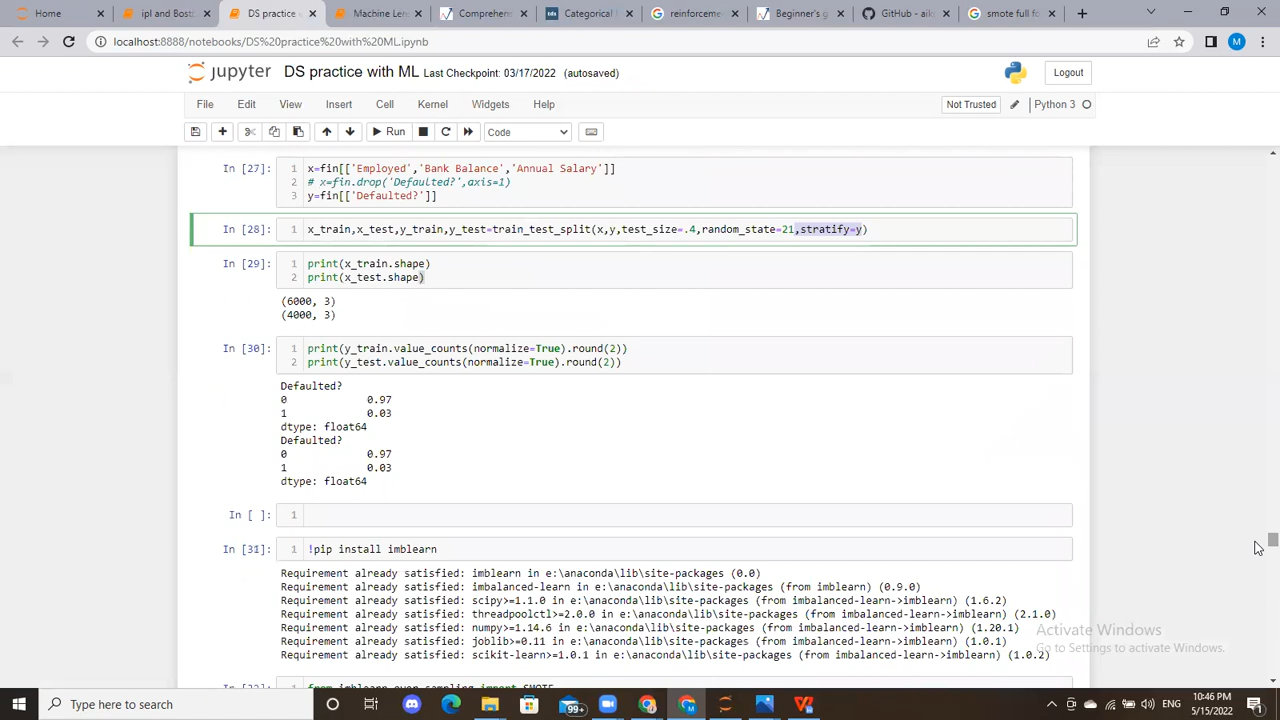 Home
ipl and Bosto
DS practice w
Machine Lere
Comprehens
Categorical D
reinforceme
Beginner's g
GitHub - aik
smote full fo
localhost:8888/notebooks/DS%20practice%20with%20ML.ipynb
M
jupyter DS practice with ML Last Checkpoint: 03/17/2022 (autosaved)
Logout
File Edit View Insert Cell Kernel Widgets Help
Not Trusted
Python 3
Run
Code
In [27]:
1 x=fin[['Employed','Bank Balance','Annual Salary']]
2 # x=fin.drop('Defaulted?',axis=1)
3 y=fin[['Defaulted?']]
In [28]: 1 x_train,x_test,y_train,y_test=train_test_split(x,y,test_size=.4,random_state=21,stratify=y)
In [29]: 1 print(x_train.shape)
2 print(x_test.shape)
(6000, 3)
(4000, 3)
In [30]: 1 print(y_train.value_counts(normalize=True).round(2))
2 print(y_test.value_counts(normalize=True).round(2))
Defaulted?
0 0.97
1 0.03
dtype: float64
Defaulted?
0 0.97
1 0.03
dtype: float64
In [ ]: 1
In [31]: 1 !pip install imblearn
Requirement already satisfied: imblearn in e:\anaconda\lib\site-packages (0.0)
Requirement already satisfied: imbalanced-learn in e:\anaconda\lib\site-packages (from imblearn) (0.9.0)
Requirement already satisfied: scipy>=1.1.0 in e:\anaconda\lib\site-packages (from imbalanced-learn->imblearn) (1.6.2)
Requirement already satisfied: threadpoolctl>=2.0.0 in e:\anaconda\lib\site-packages (from imbalanced-learn->imblearn) (2.1.0)
Requirement already satisfied: numpy>=1.14.6 in e:\anaconda\lib\site-packages (from imbalanced-learn->imblearn) (1.20.1)
Requirement already satisfied: joblib>=0.11 in e:\anaconda\lib\site-packages (from imbalanced-learn->imblearn) (1.0.1)
Requirement already satisfied: scikit-learn>=1.0.1 in e:\anaconda\lib\site-packages (from imbalanced-learn->imblearn) (1.0.2)
Activate Windows
Go to Settings to activate Windows.
from imblearn.over_sampling import SMOTE
Type here to search
99+
ENG
10:46 PM
5/15/2022
1